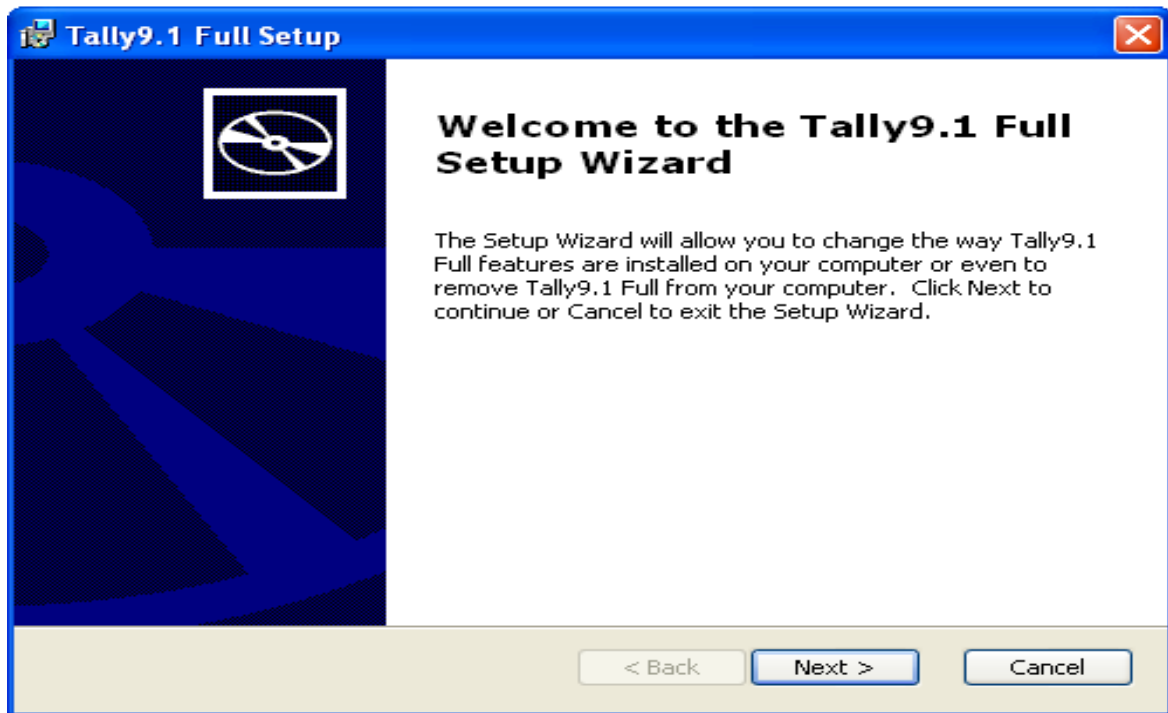 Tally9.1 Full Setup
Welcome to the Tally9.1 Full
Setup Wizard
The Setup Wizard will allow you to change the way Tally9.1
Full features are installed on your computer or even to
remove Tally9.1 Full from your computer.  Click Next to
continue or Cancel to exit the Setup Wizard.
< Back Next > Cancel